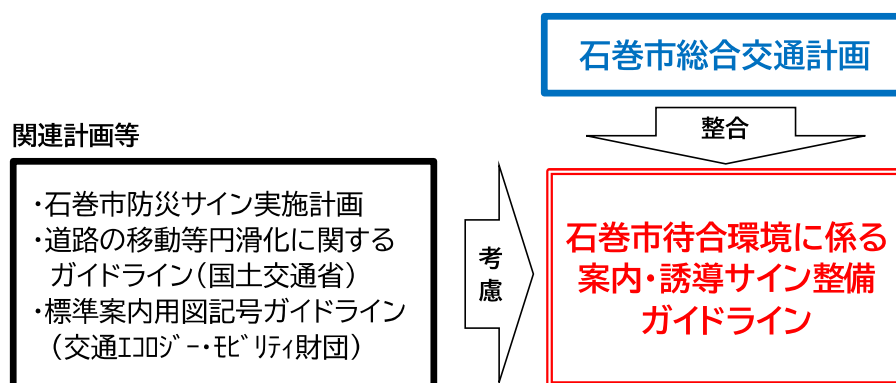 石巻市総合交通計画
整合
関連計画等
・石巻市防災サイン実施計画
・道路の移動等円滑化に関する
ガイドライン(国土交通省)
・標準案内用図記号ガイドライン
(交通エコロジー・モビリティ財団)
考
慮
石巻市待合環境に係る
案内・誘導サイン整備
ガイドライン